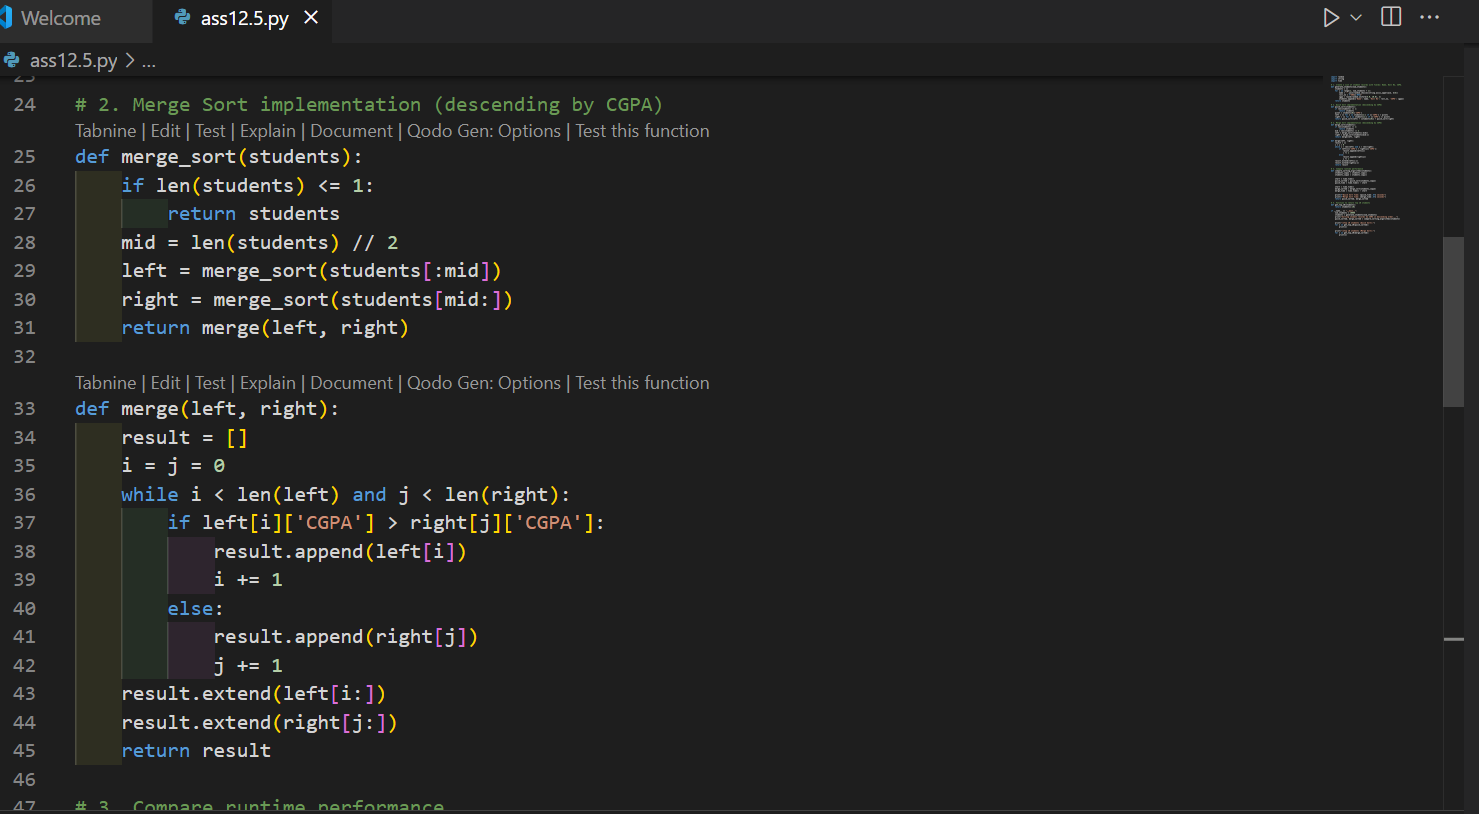 Welcome
ass12.5.py
ass12.5.py > ...
23
24 # 2. Merge Sort implementation (descending by CGPA)
Tabnine | Edit | Test | Explain | Document | Qodo Gen: Options | Test this function
25 def merge_sort(students):
26     if len(students) <= 1:
27         return students
28     mid = len(students) // 2
29     left = merge_sort(students[:mid])
30     right = merge_sort(students[mid:])
31     return merge(left, right)
32
Tabnine | Edit | Test | Explain | Document | Qodo Gen: Options | Test this function
33 def merge(left, right):
34     result = []
35     i = j = 0
36     while i < len(left) and j < len(right):
37         if left[i]['CGPA'] > right[j]['CGPA']:
38             result.append(left[i])
39             i += 1
40         else:
41             result.append(right[j])
42             j += 1
43     result.extend(left[i:])
44     result.extend(right[j:])
45     return result
46
47 # 3. Compare runtime performance